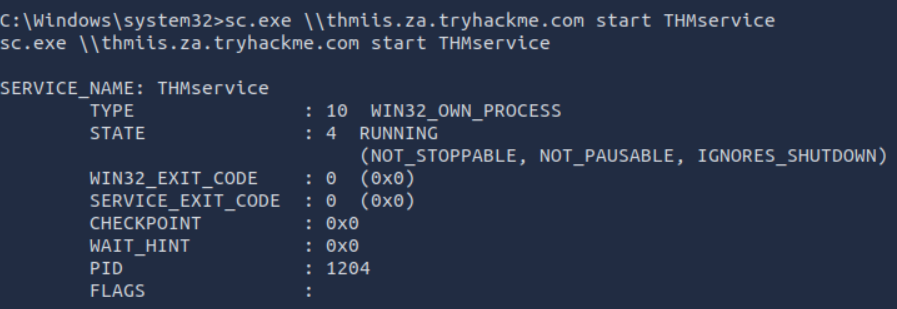 C:\Windows\system32>sc.exe \\thmiis.za.tryhackme.com start THMservice
sc.exe \\thmiis.za.tryhackme.com start THMservice
SERVICE_NAME: THMservice
TYPE : 10 WIN32_OWN_PROCESS
STATE : 4 RUNNING
(NOT_STOPPABLE, NOT_PAUSABLE, IGNORES_SHUTDOWN)
WIN32_EXIT_CODE : 0 (0x0)
SERVICE_EXIT_CODE : 0 (0x0)
CHECKPOINT : 0x0
WAIT_HINT : 0x0
PID : 1204
FLAGS :